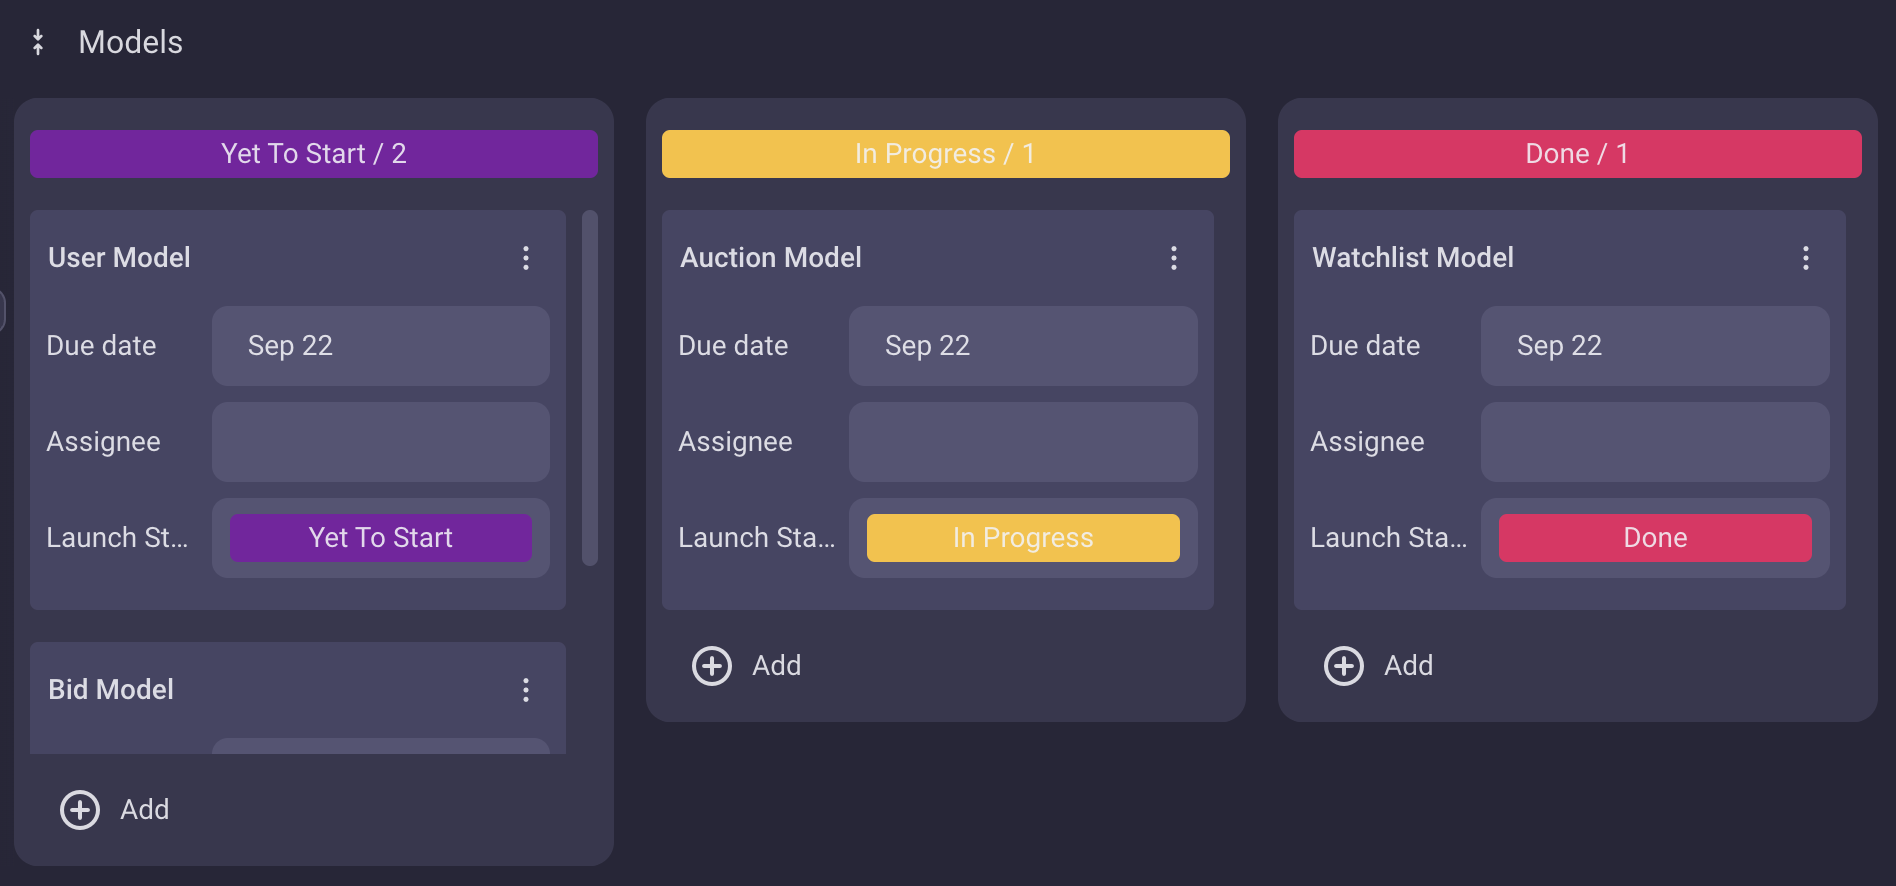 Models
Yet To Start / 2
User Model
Due date
Sep 22
Assignee
Launch St...
Yet To Start
Bid Model
Add
In Progress / 1
Auction Model
Due date
Sep 22
Assignee
Launch Sta...
In Progress
Add
Done / 1
Watchlist Model
Due date
Sep 22
Assignee
Launch Sta...
Done
Add